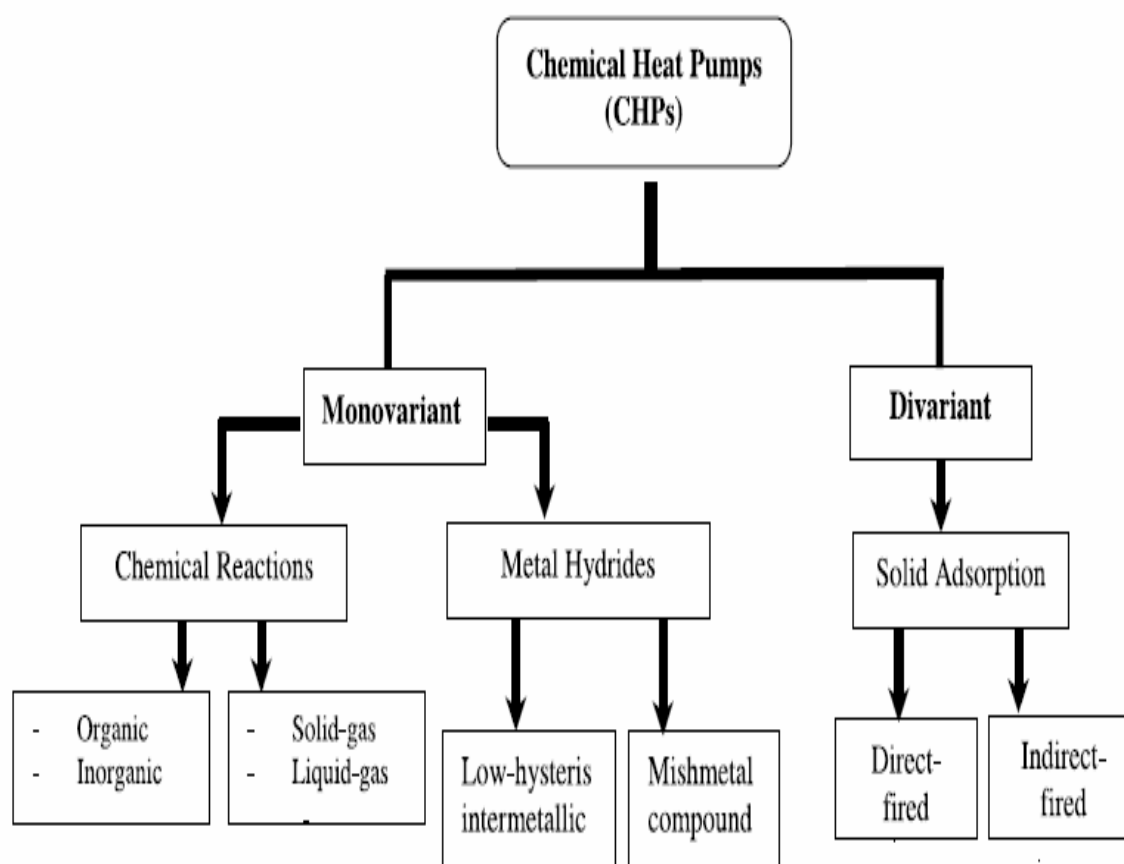 Chemical Heat Pumps
(CHPs)
Monovariant
Divariant
Chemical Reactions
Metal Hydrides
Solid Adsorption
- Organic
- Inorganic
- Solid-gas
- Liquid-gas
-
Low-hysteris
intermetallic
Mishmetal
compound
Direct-
fired
Indirect-
fired